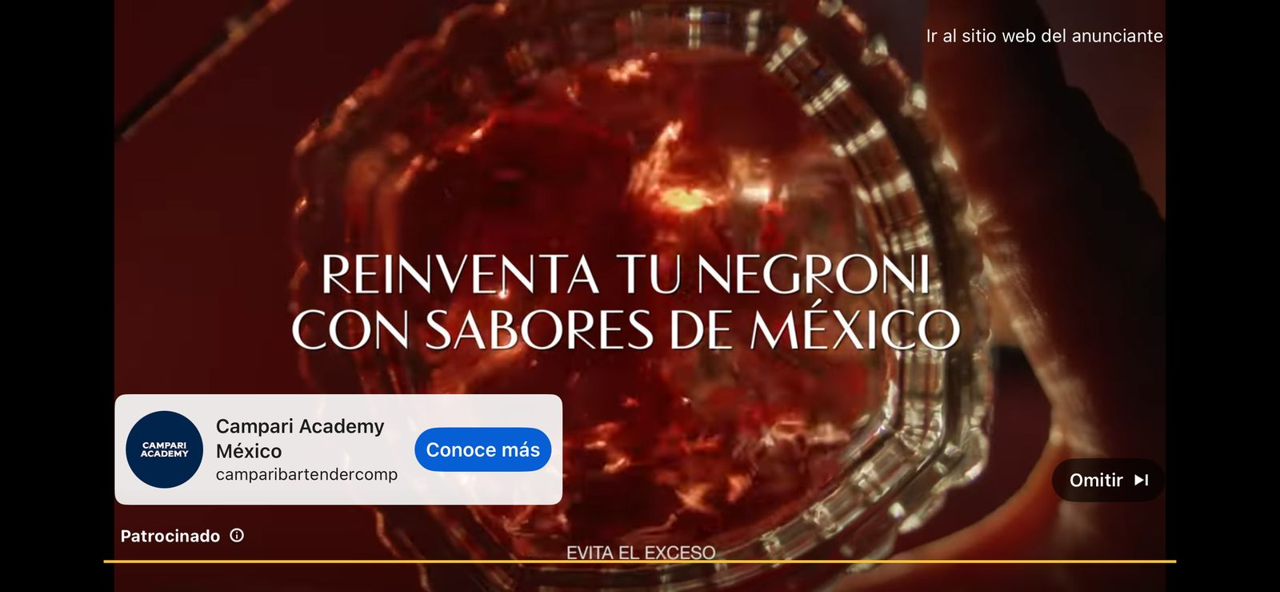 Ir al sitio web del anunciante
REINVENTA TU NEGRONI
CON SABORES DE MÉXICO
CAMPARI
ACADEMY
Campari Academy
México
camparibartendercomp
Conoce más
Omitir
Patrocinado
EVITA EL EXCESO